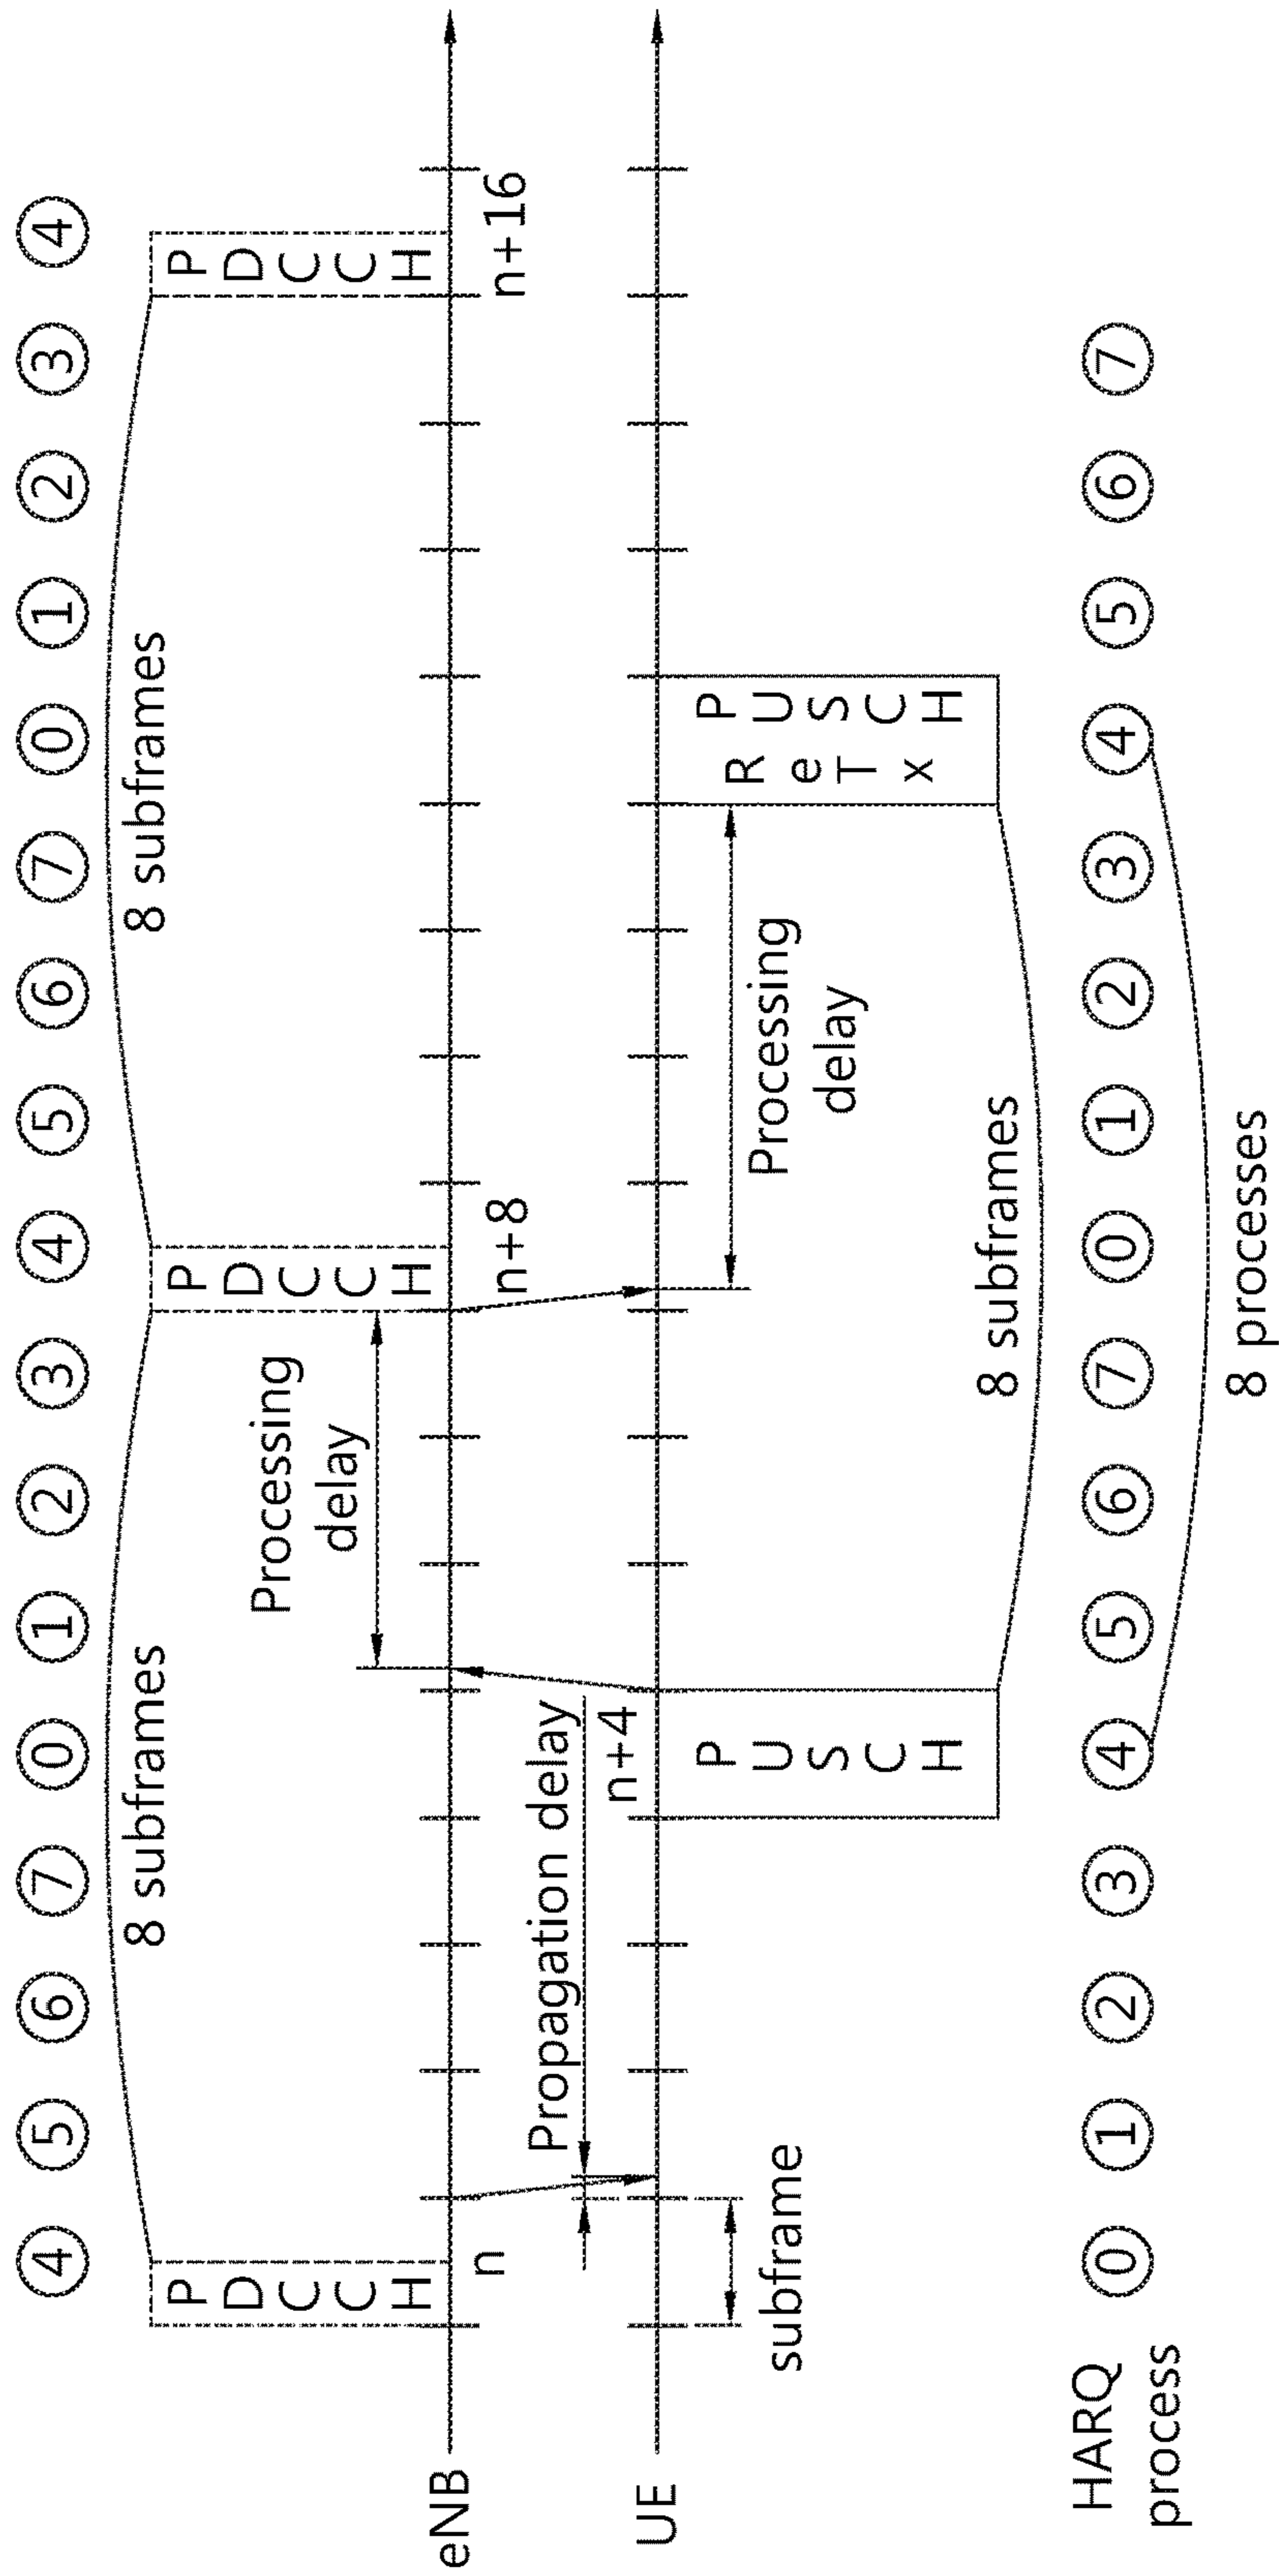 4 5 6 7 0 1 2 3 4 5 6 7 0 1 2 3 4
8 subframes
8 subframes
PDCCH
PDCCH
PDCCH
Processing
delay
eNB
n
n+8
n+16
Propagation delay
n+4
UE
subframe
PUSCH
Processing
delay
ReTx
PUSCH
8 subframes
HARQ
process
0 1 2 3 4 5 6 7 0 1 2 3 4 5 6 7
8 processes